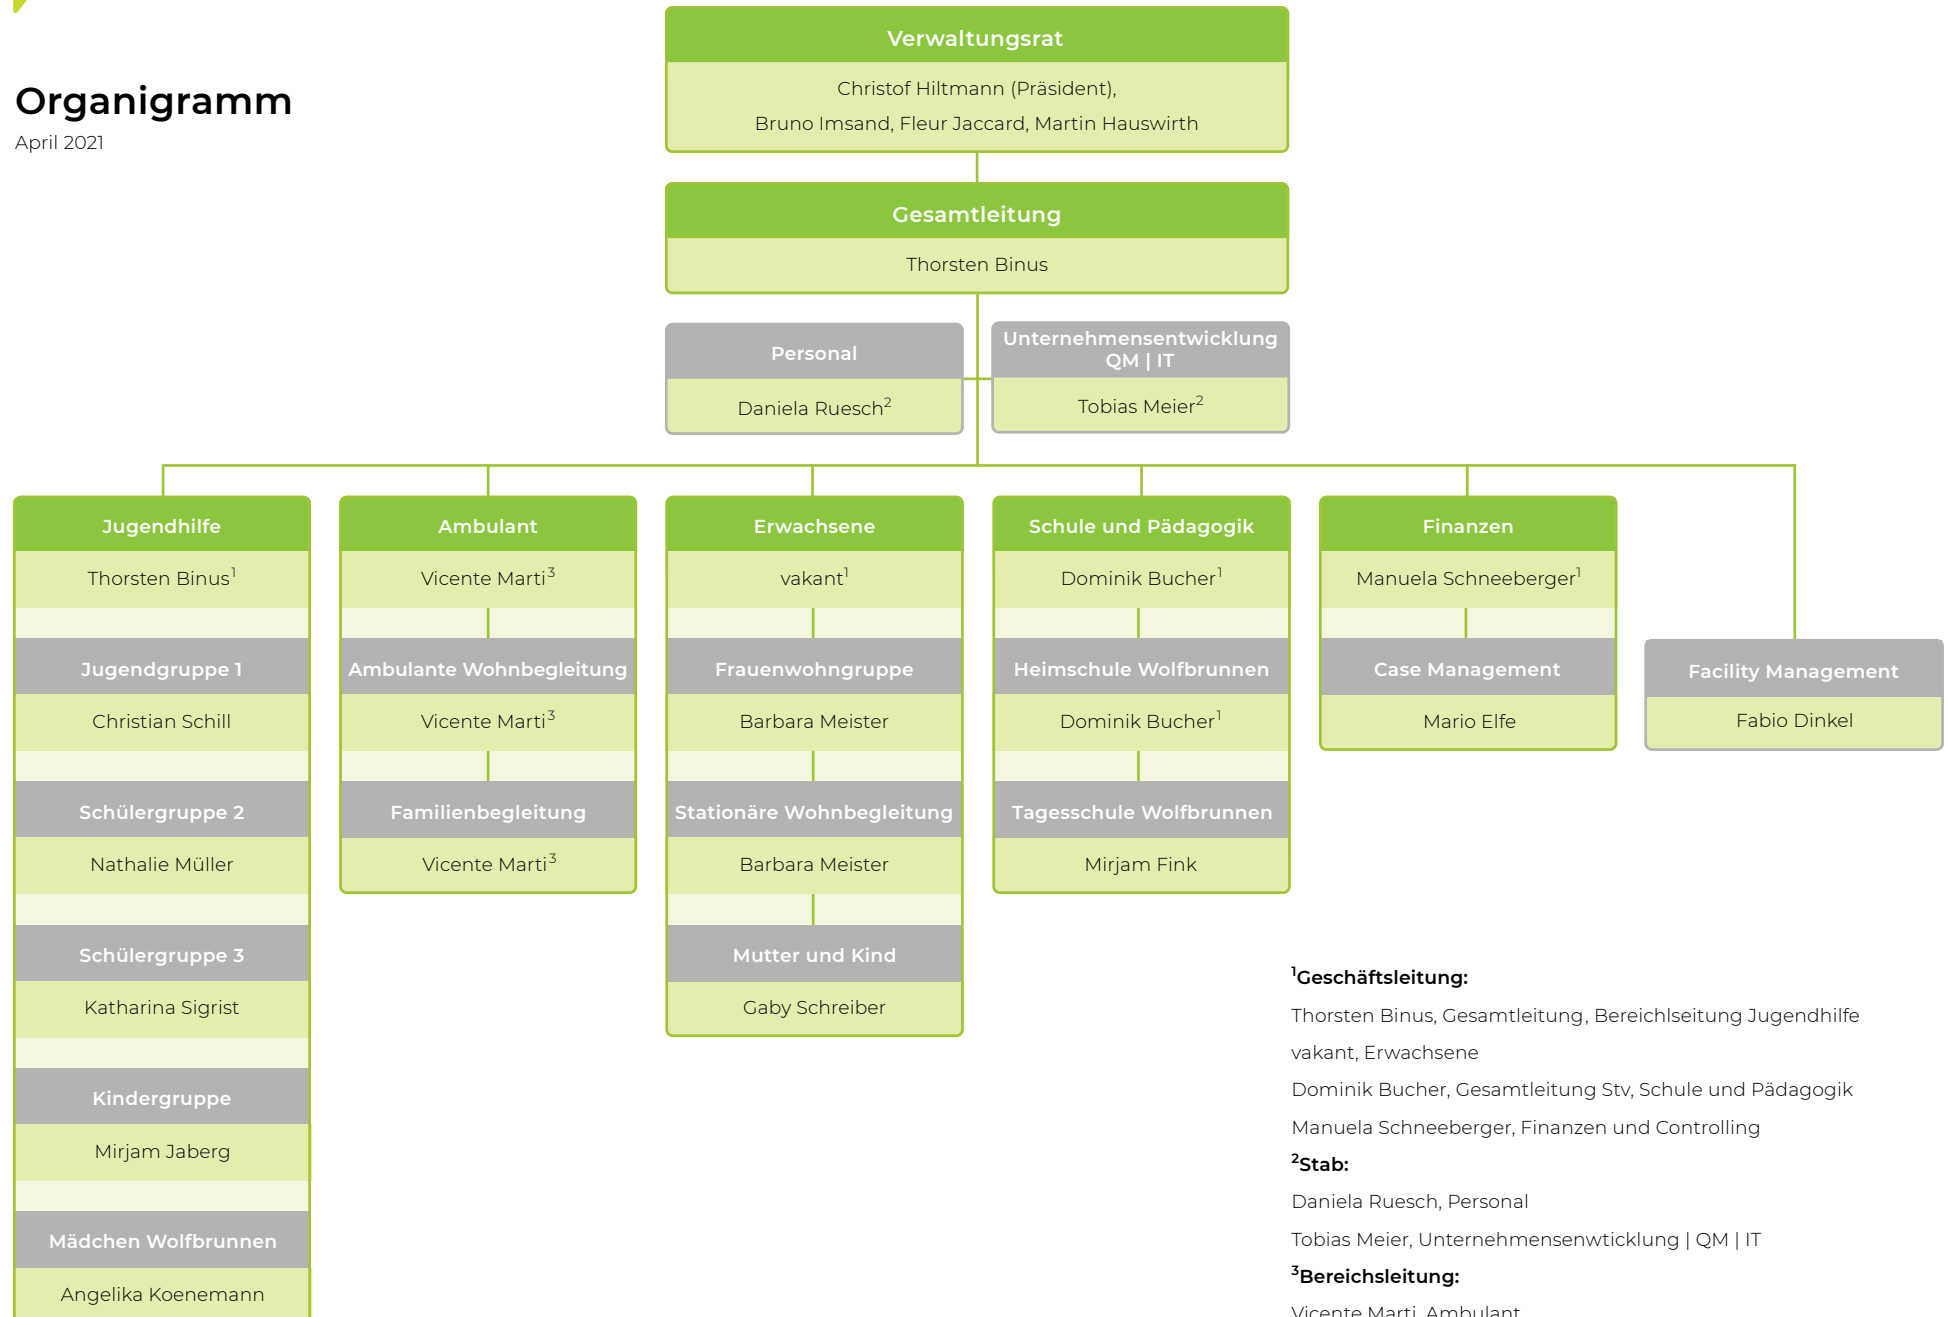 Organigramm
April 2021
Verwaltungsrat
Christof Hiltmann (Präsident),
Bruno Imsand, Fleur Jaccard, Martin Hauswirth
Gesamtleitung
Thorsten Binus
Personal
Daniela Ruesch²
Unternehmensentwicklung
QM | IT
Tobias Meier²
Jugendhilfe
Thorsten Binus¹
Jugendgruppe 1
Christian Schill
Schülergruppe 2
Nathalie Müller
Schülergruppe 3
Katharina Sigrist
Kindergruppe
Mirjam Jaberg
Mädchen Wolfbrunnen
Angelika Koenemann
Ambulant
Vicente Marti³
Ambulante Wohnbegleitung
Vicente Marti³
Familienbegleitung
Vicente Marti³
Erwachsene
vakant¹
Frauenwohngruppe
Barbara Meister
Stationäre Wohnbegleitung
Barbara Meister
Mutter und Kind
Gaby Schreiber
Schule und Pädagogik
Dominik Bucher¹
Heimschule Wolfbrunnen
Dominik Bucher¹
Tagesschule Wolfbrunnen
Mirjam Fink
Finanzen
Manuela Schneeberger¹
Case Management
Mario Elfe
Facility Management
Fabio Dinkel
¹Geschäftsleitung:
Thorsten Binus, Gesamtleitung, Bereichlseitung Jugendhilfe
vakant, Erwachsene
Dominik Bucher, Gesamtleitung Stv, Schule und Pädagogik
Manuela Schneeberger, Finanzen und Controlling
²Stab:
Daniela Ruesch, Personal
Tobias Meier, Unternehmensenwticklung | QM | IT
³Bereichsleitung:
Vicente Marti, Ambulant